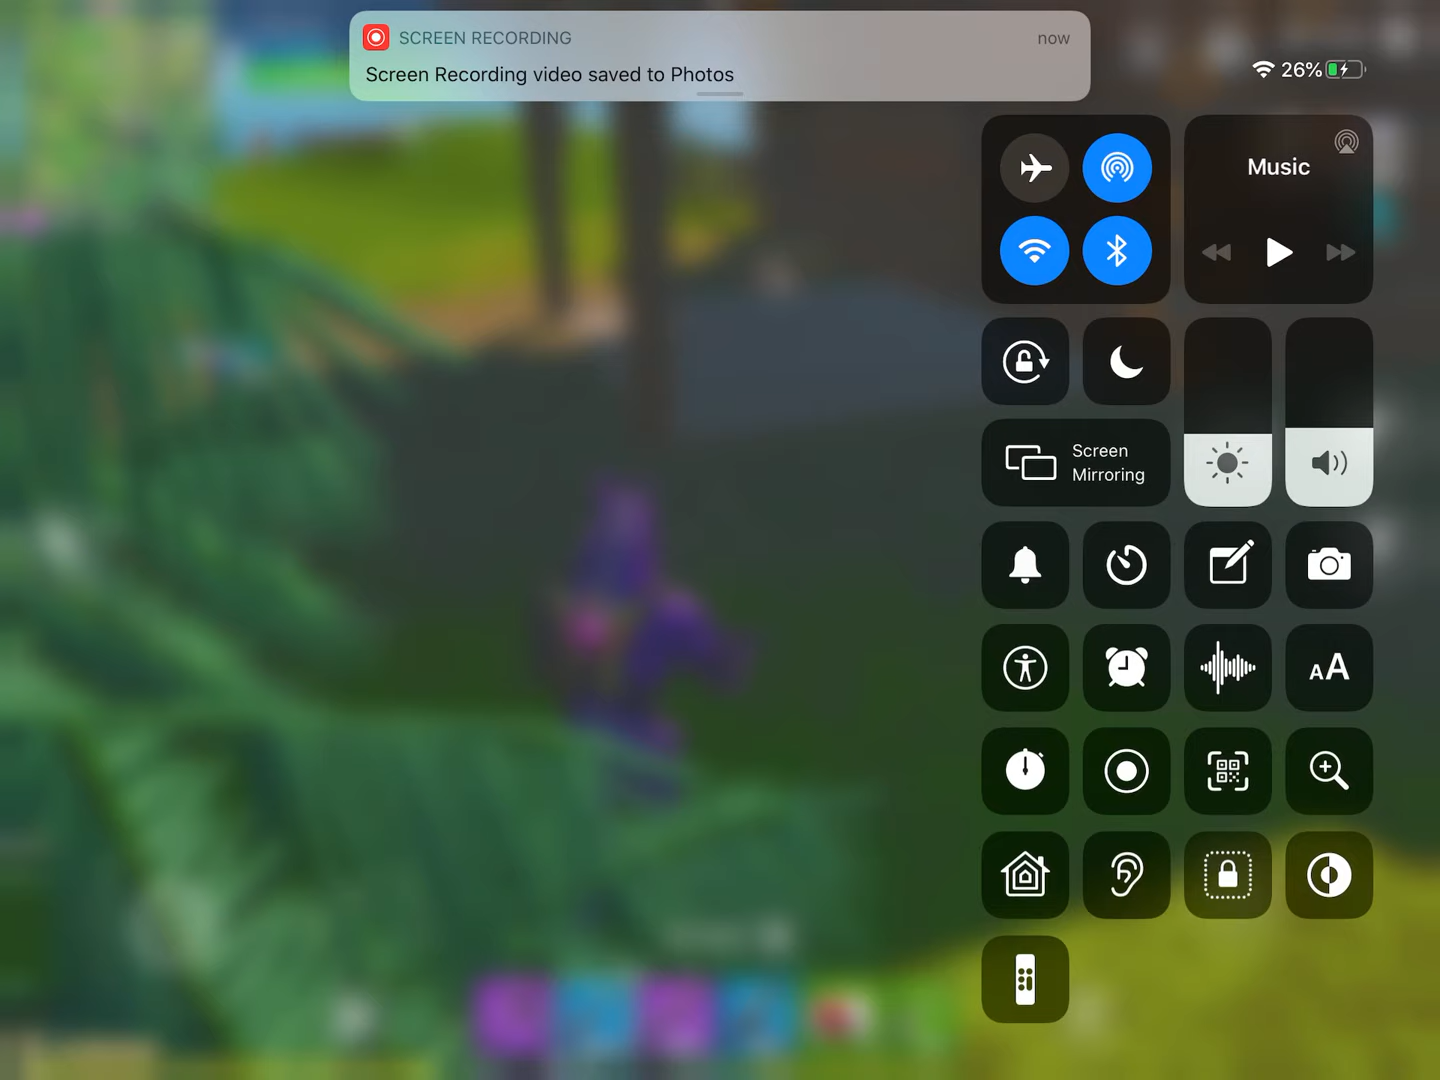 SCREEN RECORDING
now
Screen Recording video saved to Photos
26%
Music
Screen
Mirroring
AA